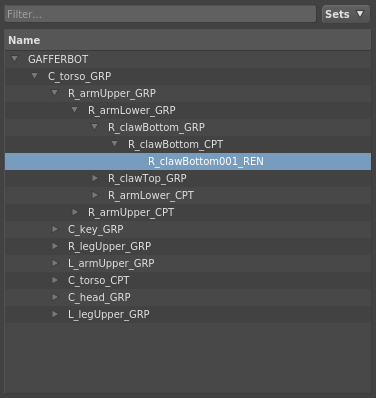 Filter... Sets
Name
GAFFERBOT
C_torso_GRP
R_armUpper_GRP
R_armLower_GRP
R_clawBottom_GRP
R_clawBottom_CPT
R_clawBottom001_REN
R_clawTop_GRP
R_armLower_CPT
R_armUpper_CPT
C_key_GRP
R_legUpper_GRP
L_armUpper_GRP
C_torso_CPT
C_head_GRP
L_legUpper_GRP